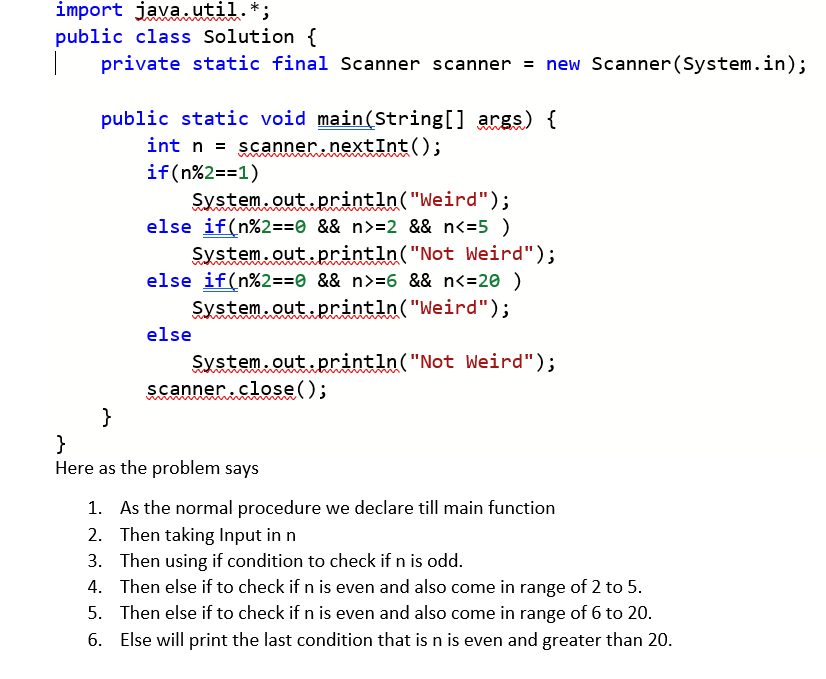 import java.util.*;
public class Solution {
    private static final Scanner scanner = new Scanner(System.in);
    public static void main(String[] args) {
        int n = scanner.nextInt();
        if(n%2==1)
            System.out.println("Weird");
        else if(n%2==0 && n>=2 && n<=5 )
            System.out.println("Not Weird");
        else if(n%2==0 && n>=6 && n<=20 )
            System.out.println("Weird");
        else
            System.out.println("Not Weird");
        scanner.close();
    }
}
Here as the problem says
1. As the normal procedure we declare till main function
2. Then taking Input in n
3. Then using if condition to check if n is odd.
4. Then else if to check if n is even and also come in range of 2 to 5.
5. Then else if to check if n is even and also come in range of 6 to 20.
6. Else will print the last condition that is n is even and greater than 20.